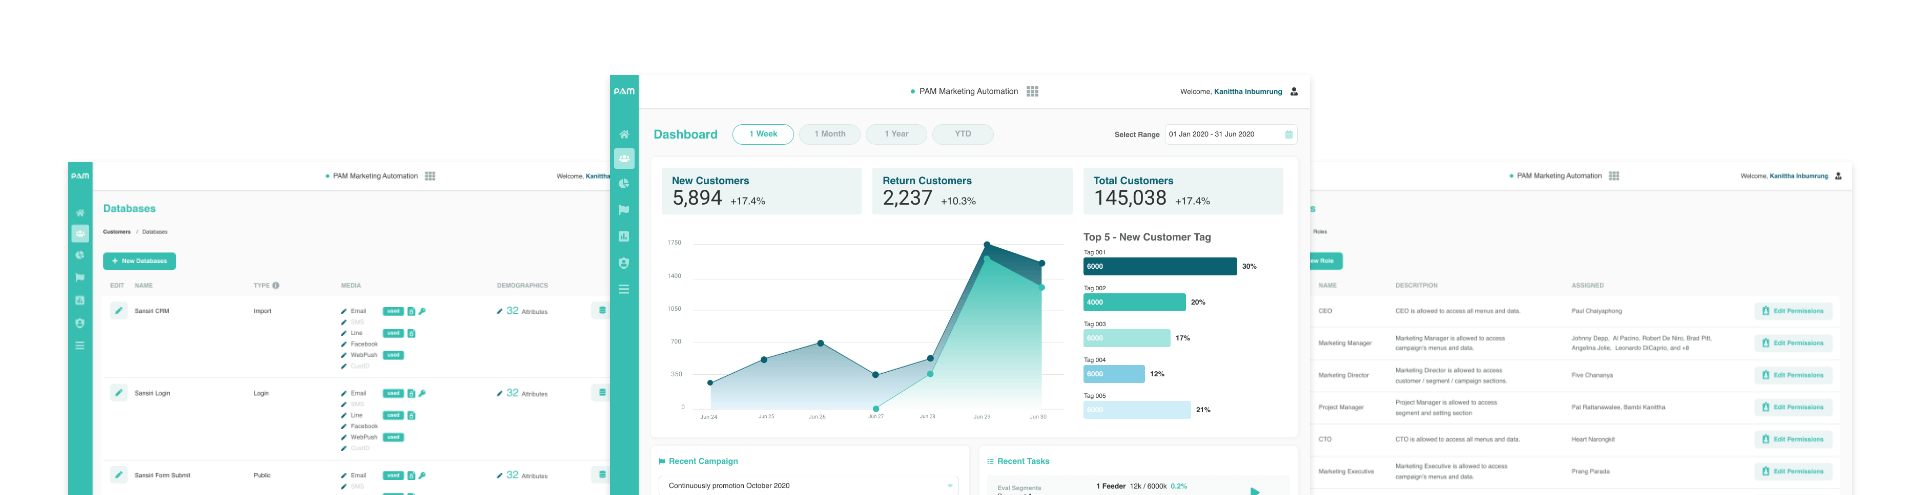 PAM
PAM Marketing Automation
Welcome, Kanittha
Databases
Customers / Databases
+ New Databases
EDIT NAME TYPE MEDIA DEMOGRAPHICS
Sansiri CRM Import Email used 32 Attributes
SMS
Line used
Facebook
WebPush used
CustID
Sansiri Login Login Email used 32 Attributes
SMS
Line used
Facebook
WebPush used
CustID
Sansiri Form Submit Public Email used 32 Attributes
SMS
PAM
PAM Marketing Automation
Welcome, Kanittha Inbumrung
Dashboard 1 Week 1 Month 1 Year YTD
Select Range 01 Jan 2020 - 31 Jun 2020
New Customers
5,894 +17.4%
Return Customers
2,237 +10.3%
Total Customers
145,038 +17.4%
1750
1400
1050
700
350
0
Jun 24 Jun 25 Jun 26 Jun 27 Jun 28 Jun 29 Jun 30
Top 5 - New Customer Tag
Tag 001
6000 30%
Tag 002
4000 20%
Tag 003
6000 17%
Tag 004
6000 12%
Tag 005
6000 21%
Recent Campaign
Continuously promotion October 2020
Recent Tasks
Eval Segments 1 Feeder 12k / 6000k 0.2%
PAM Marketing Automation
Welcome, Kanittha Inbumrung
s
Roles
ew Role
NAME DESCRITPION ASSIGNED
CEO CEO is allowed to access all menus and data. Paul Chaiyaphong Edit Permissions
Marketing Manager Marketing Manager is allowed to access
campaign's menus and data. Johnny Depp, Al Pacino, Robert De Niro, Brad Pitt,
Angelina Jolie, Leonardo DiCaprio, and +8 Edit Permissions
Marketing Director Marketing Director is allowed to access
customer / segment / campaign sections. Five Chananya Edit Permissions
Project Manager Project Manager is allowed to access
segment and setting section Pai Rattanawalee, Bambi Kanittha Edit Permissions
CTO CTO is allowed to access all menus and data. Heart Narongkit Edit Permissions
Marketing Executive Marketing Executive is allowed to access
campaign's menus and data. Prang Parada Edit Permissions